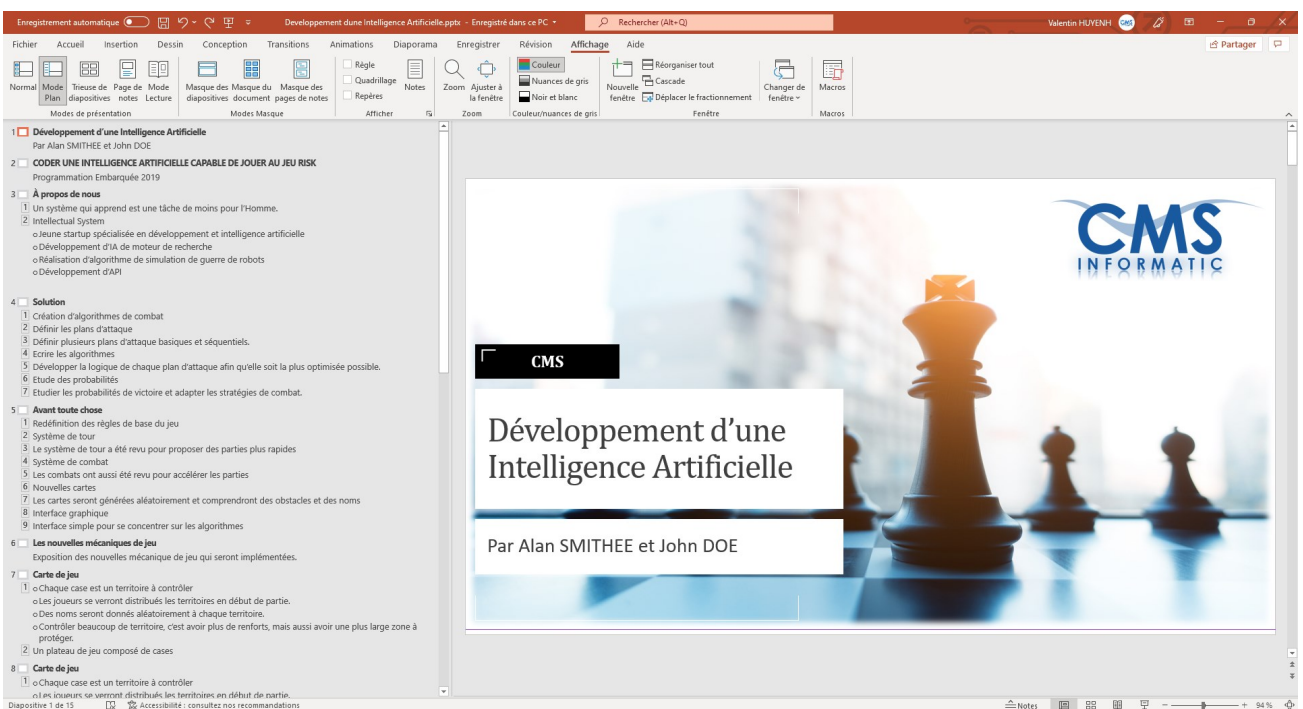 Enregistrement automatique
Developpement dune Intelligence Artificielle.pptx - Enregistré dans ce PC
Rechercher (Alt+Q)
Valentin HUYENH
CMS
Fichier Accueil Insertion Dessin Conception Transitions Animations Diaporama Enregistrer Révision Affichage Aide
Partager
Normal
Mode Plan
Trieuse de diapositives
Page de notes
Mode Lecture
Masque des diapositives
Masque du document
Masque des pages de notes
Règle
Quadrillage
Repères
Notes
Zoom
Ajuster à la fenêtre
Couleur
Nuances de gris
Noir et blanc
Nouvelle fenêtre
Réorganiser tout
Cascade
Déplacer le fractionnement
Changer de fenêtre
Macros
Modes de présentation
Modes Masque
Afficher
Zoom
Couleur/nuances de gris
Fenêtre
Macros
1 Développement d'une Intelligence Artificielle
Par Alan SMITHEE et John DOE
2 CODER UNE INTELLIGENCE ARTIFICIELLE CAPABLE DE JOUER AU JEU RISK
Programmation Embarquée 2019
3 À propos de nous
1 Un système qui apprend est une tâche de moins pour l'Homme.
2 Intellectual System
o Jeune startup spécialisée en développement et intelligence artificielle
o Développement d'IA de moteur de recherche
o Réalisation d'algorithme de simulation de guerre de robots
o Développement d'API
4 Solution
1 Création d'algorithmes de combat
2 Définir les plans d'attaque
3 Définir plusieurs plans d'attaque basiques et séquentiels.
4 Ecrire les algorithmes
5 Développer la logique de chaque plan d'attaque afin qu'elle soit la plus optimisée possible.
6 Etude des probabilités
7 Etudier les probabilités de victoire et adapter les stratégies de combat.
5 Avant toute chose
1 Redéfinition des règles de base du jeu
2 Système de tour
3 Le système de tour a été revu pour proposer des parties plus rapides
4 Système de combat
5 Les combats ont aussi été revu pour accélérer les parties
6 Nouvelles cartes
7 Les cartes seront générées aléatoirement et comprendront des obstacles et des noms
8 Interface graphique
9 Interface simple pour se concentrer sur les algorithmes
6 Les nouvelles mécaniques de jeu
Exposition des nouvelles mécanique de jeu qui seront implémentées.
7 Carte de jeu
1 o Chaque case est un territoire à contrôler
o Les joueurs se verront distribués les territoires en début de partie.
o Des noms seront donnés aléatoirement à chaque territoire.
o Contrôler beaucoup de territoire, c'est avoir plus de renforts, mais aussi avoir une plus large zone à
protéger.
2 Un plateau de jeu composé de cases
8 Carte de jeu
1 o Chaque case est un territoire à contrôler
o Les joueurs se verront distribués les territoires en début de partie.
CMS
INFORMATIC
CMS
Développement d'une
Intelligence Artificielle
Par Alan SMITHEE et John DOE
Diapositive 1 de 15
Accessibilité : consultez nos recommandations
Notes
94 %